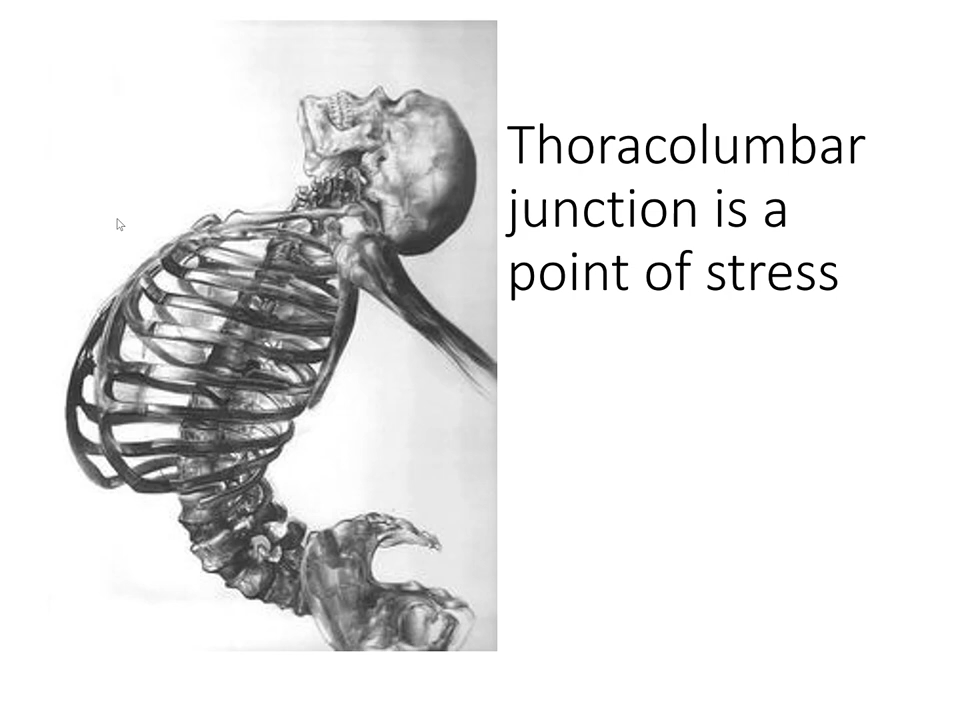 Thoracolumbar
junction is a
point of stress